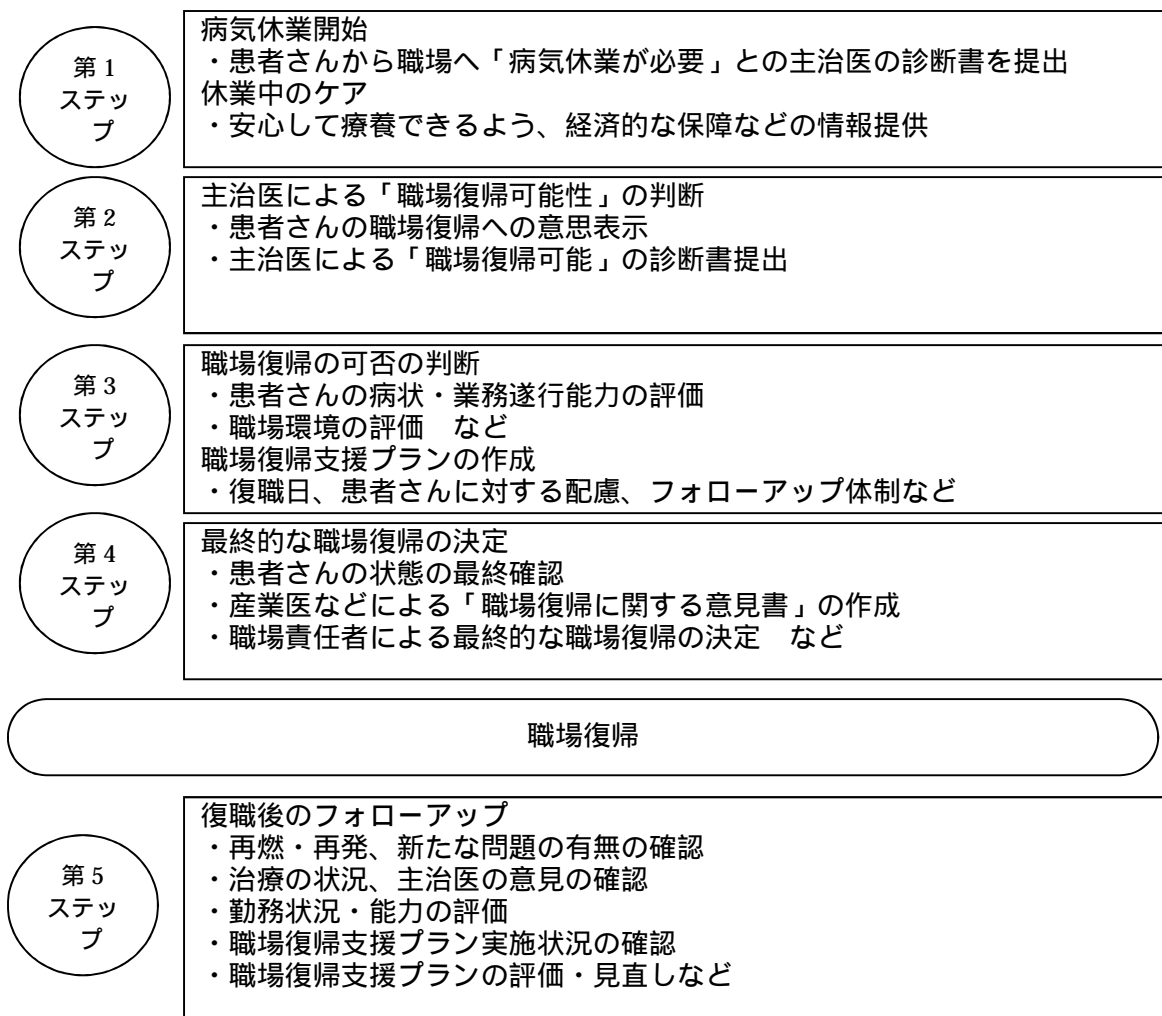 第1
ステッ
プ
病気休業開始
・患者さんから職場へ「病気休業が必要」との主治医の診断書を提出
休業中のケア
・安心して療養できるよう、経済的な保障などの情報提供
第2
ステッ
プ
主治医による「職場復帰可能性」の判断
・患者さんの職場復帰への意思表示
・主治医による「職場復帰可能」の診断書提出
第3
ステッ
プ
職場復帰の可否の判断
・患者さんの病状・業務遂行能力の評価
・職場環境の評価　など
職場復帰支援プランの作成
・復職日、患者さんに対する配慮、フォローアップ体制など
第4
ステッ
プ
最終的な職場復帰の決定
・患者さんの状態の最終確認
・産業医などによる「職場復帰に関する意見書」の作成
・職場責任者による最終的な職場復帰の決定　など
職場復帰
第5
ステッ
プ
復職後のフォローアップ
・再燃・再発、新たな問題の有無の確認
・治療の状況、主治医の意見の確認
・勤務状況・能力の評価
・職場復帰支援プラン実施状況の確認
・職場復帰支援プランの評価・見直しなど